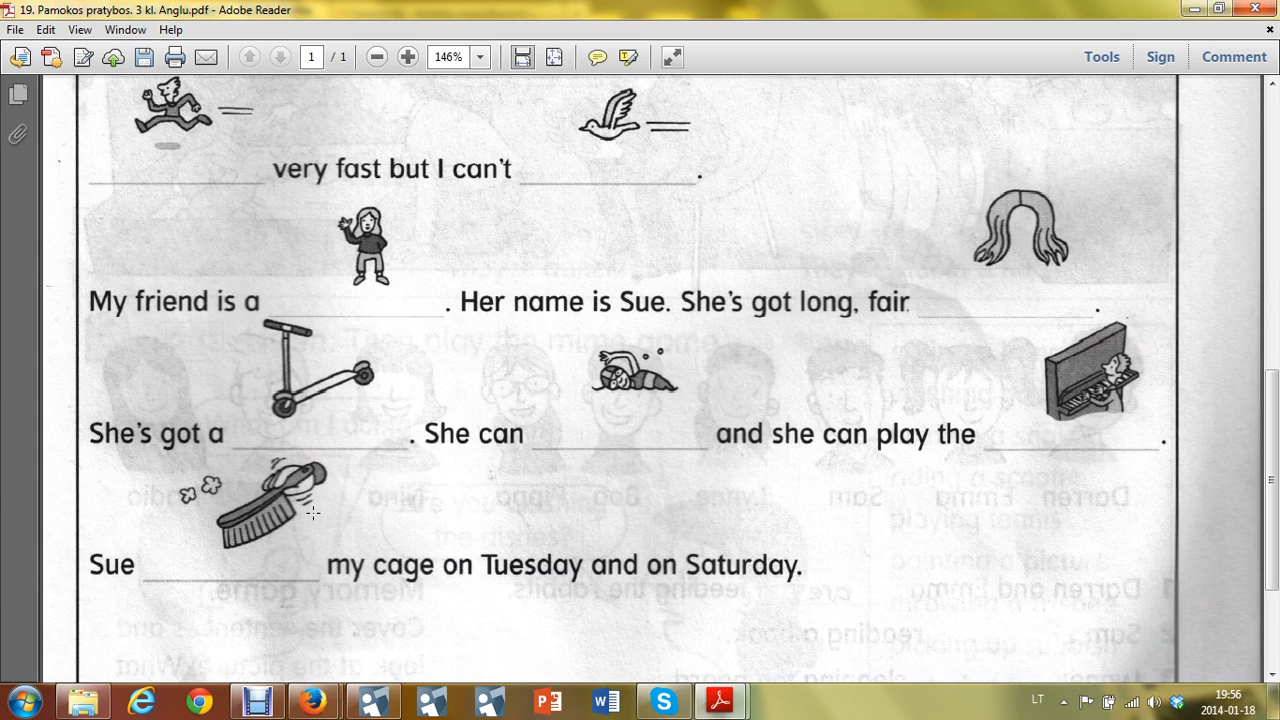 19. Pamokos pratybos. 3 kl. Anglu.pdf - Adobe Reader
File Edit View Window Help
1 / 1 146% Tools Sign Comment
very fast but I can't .
My friend is a . Her name is Sue. She's got long, fair .
She's got a . She can and she can play the .
Sue my cage on Tuesday and on Saturday.
LT 19:56
2014-01-18